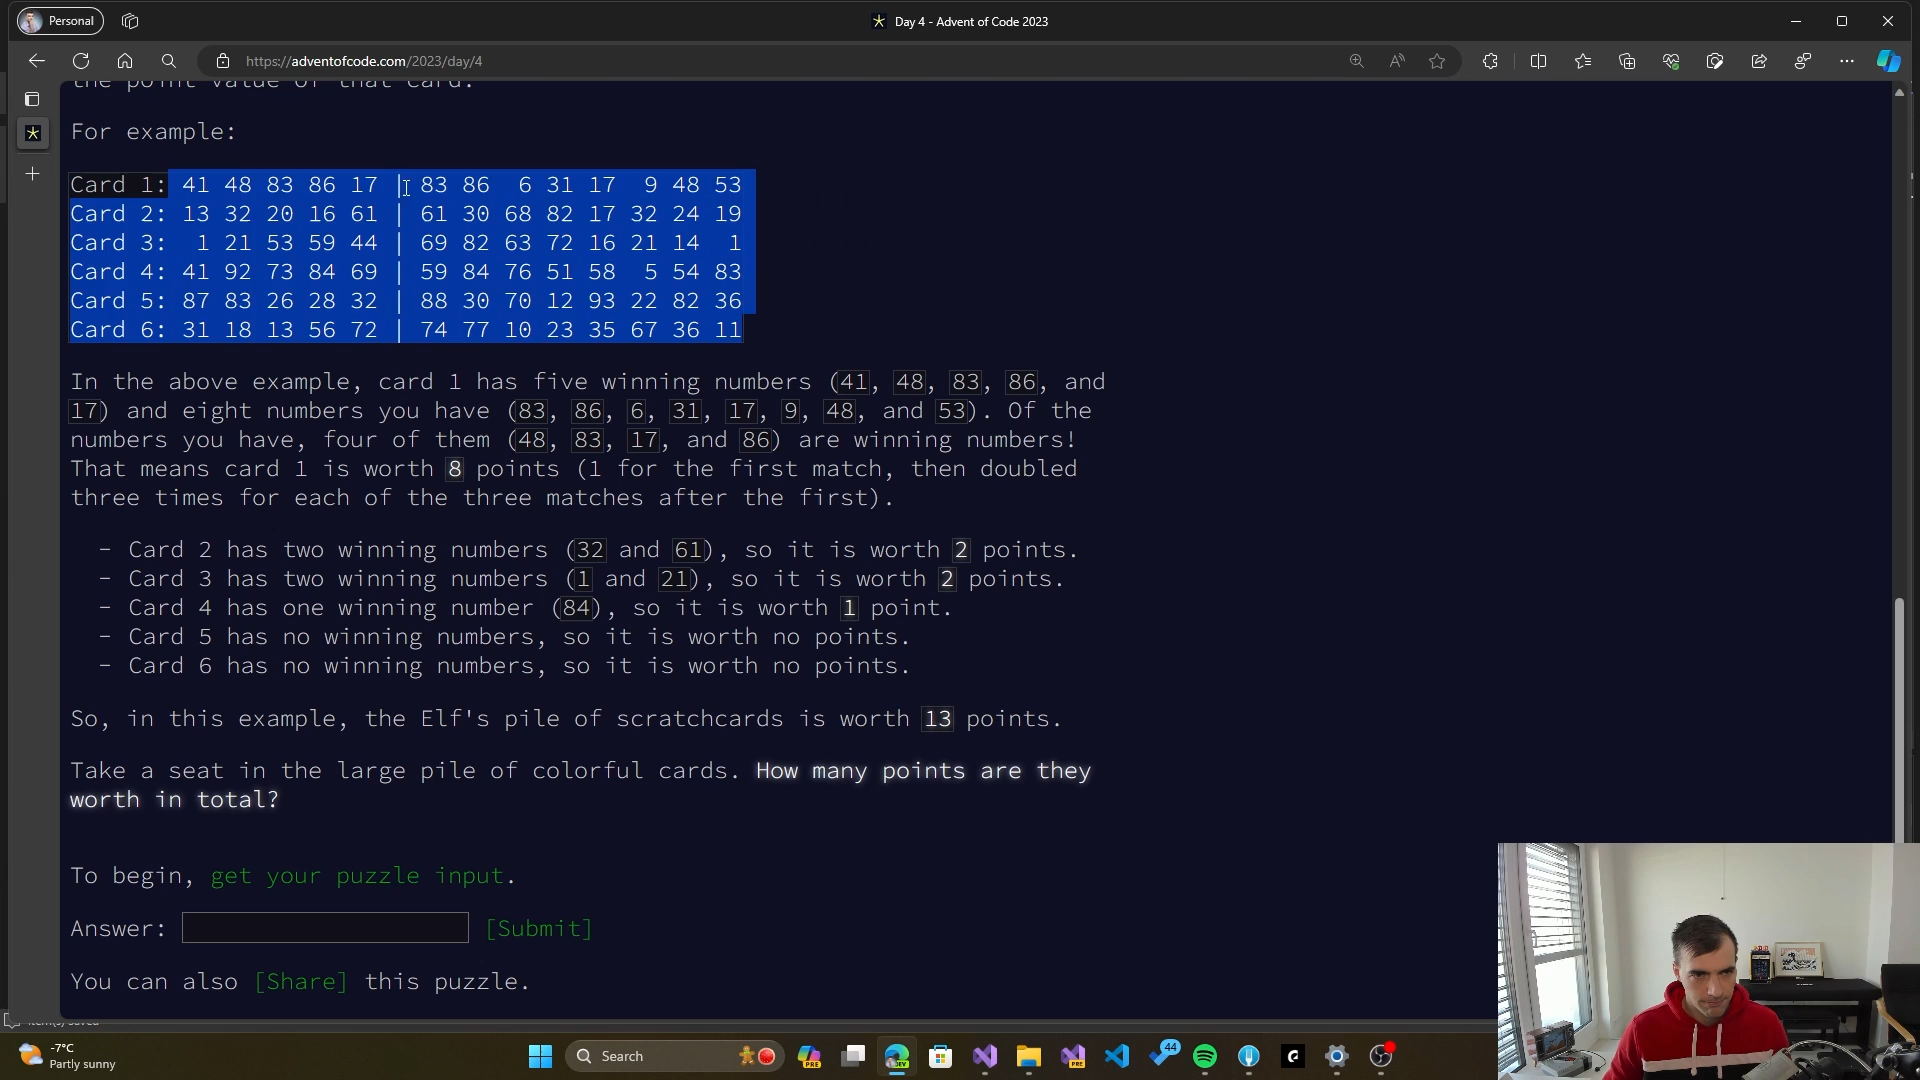 Personal
Day 4 - Advent of Code 2023
https://adventofcode.com/2023/day/4
the point value of that card.
For example:
Card 1: 41 48 83 86 17 | 83 86  6 31 17  9 48 53
Card 2: 13 32 20 16 61 | 61 30 68 82 17 32 24 19
Card 3:  1 21 53 59 44 | 69 82 63 72 16 21 14  1
Card 4: 41 92 73 84 69 | 59 84 76 51 58  5 54 83
Card 5: 87 83 26 28 32 | 88 30 70 12 93 22 82 36
Card 6: 31 18 13 56 72 | 74 77 10 23 35 67 36 11
In the above example, card 1 has five winning numbers (41, 48, 83, 86, and
17) and eight numbers you have (83, 86, 6, 31, 17, 9, 48, and 53). Of the
numbers you have, four of them (48, 83, 17, and 86) are winning numbers!
That means card 1 is worth 8 points (1 for the first match, then doubled
three times for each of the three matches after the first).
- Card 2 has two winning numbers (32 and 61), so it is worth 2 points.
- Card 3 has two winning numbers (1 and 21), so it is worth 2 points.
- Card 4 has one winning number (84), so it is worth 1 point.
- Card 5 has no winning numbers, so it is worth no points.
- Card 6 has no winning numbers, so it is worth no points.
So, in this example, the Elf's pile of scratchcards is worth 13 points.
Take a seat in the large pile of colorful cards. How many points are they
worth in total?
To begin, get your puzzle input.
Answer: [Submit]
You can also [Share] this puzzle.
-7°C
Partly sunny
Search
PRE
DEV
PRE
44